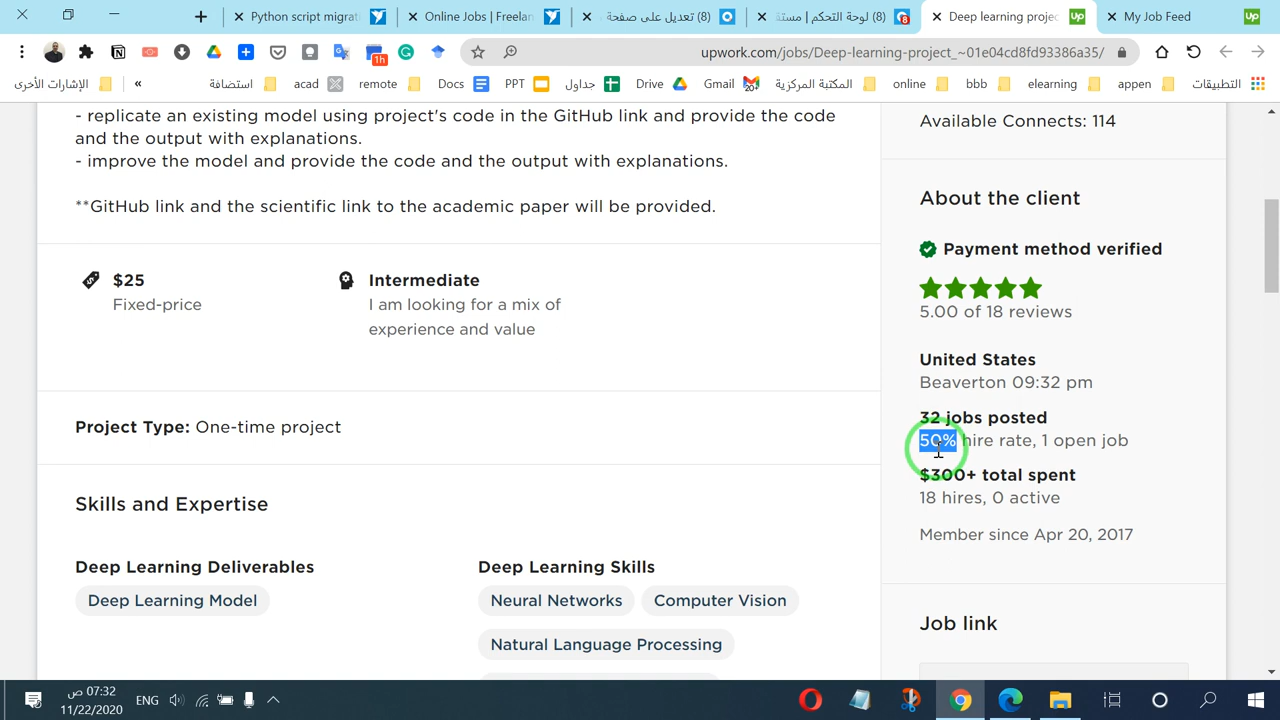 Python script migrati
Online Jobs | Freelan
(8) تعديل على صفحة
(8) لوحة التحكم | مستق
Deep learning projec
Up
My Job Feed
Up
upwork.com/jobs/Deep-learning-project_~01e04cd8fd93386a35/
1h
التطبيقات
appen
elearning
bbb
online
المكتبة المركزية
Gmail
20+
Drive
جداول
PPT
Docs
remote
acad
استضافة
»
الإشارات الأخرى
- replicate an existing model using project's code in the GitHub link and provide the code
and the output with explanations.
- improve the model and provide the code and the output with explanations.
**GitHub link and the scientific link to the academic paper will be provided.
$25
Fixed-price
Intermediate
I am looking for a mix of
experience and value
Project Type: One-time project
Skills and Expertise
Deep Learning Deliverables
Deep Learning Model
Deep Learning Skills
Neural Networks
Computer Vision
Natural Language Processing
Available Connects: 114
About the client
Payment method verified
5.00 of 18 reviews
United States
Beaverton 09:32 pm
32 jobs posted
50% hire rate, 1 open job
$300+ total spent
18 hires, 0 active
Member since Apr 20, 2017
Job link
07:32 ص
11/22/2020
ENG